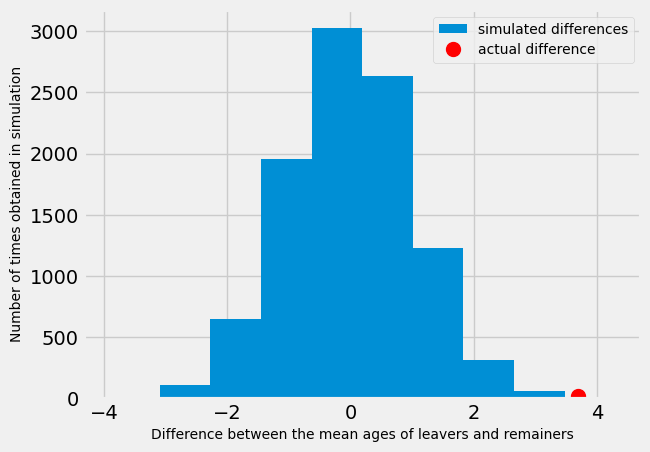 simulated differences
actual difference
3000
2500
2000
1500
1000
500
0
−4 −2 0 2 4
Number of times obtained in simulation
Difference between the mean ages of leavers and remainers